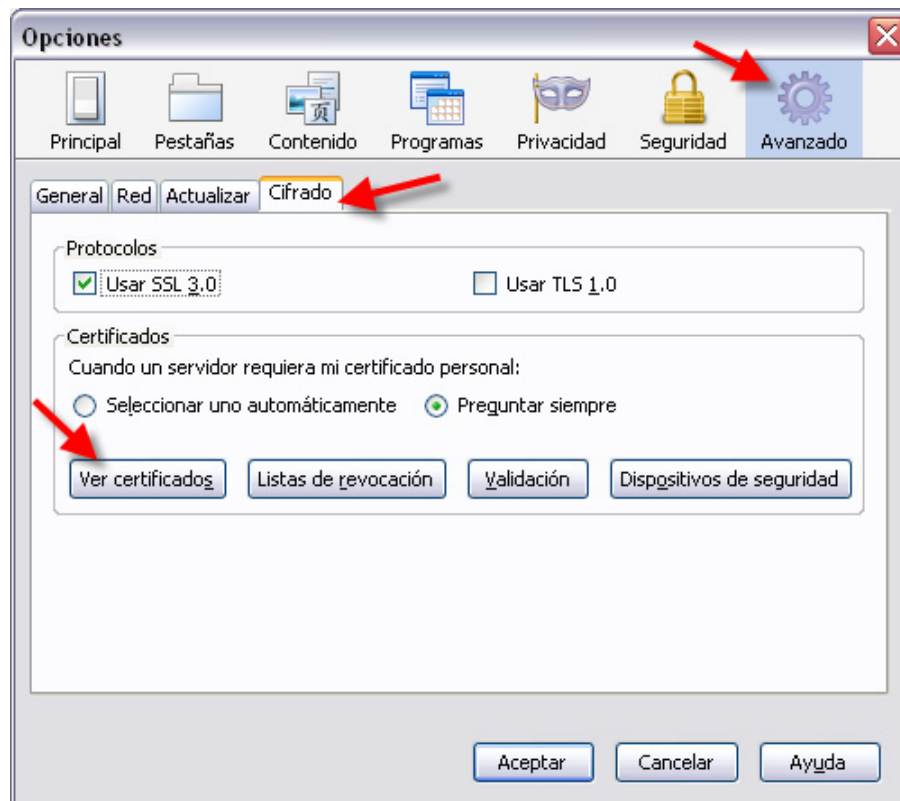 Opciones
Principal Pestañas Contenido Programas Privacidad Seguridad Avanzado
页
General Red Actualizar Cifrado
Protocolos
Usar SSL 3.0 Usar TLS 1.0
Certificados
Cuando un servidor requiera mi certificado personal:
Seleccionar uno automáticamente Preguntar siempre
Ver certificados Listas de revocación Validación Dispositivos de seguridad
Aceptar Cancelar Ayuda